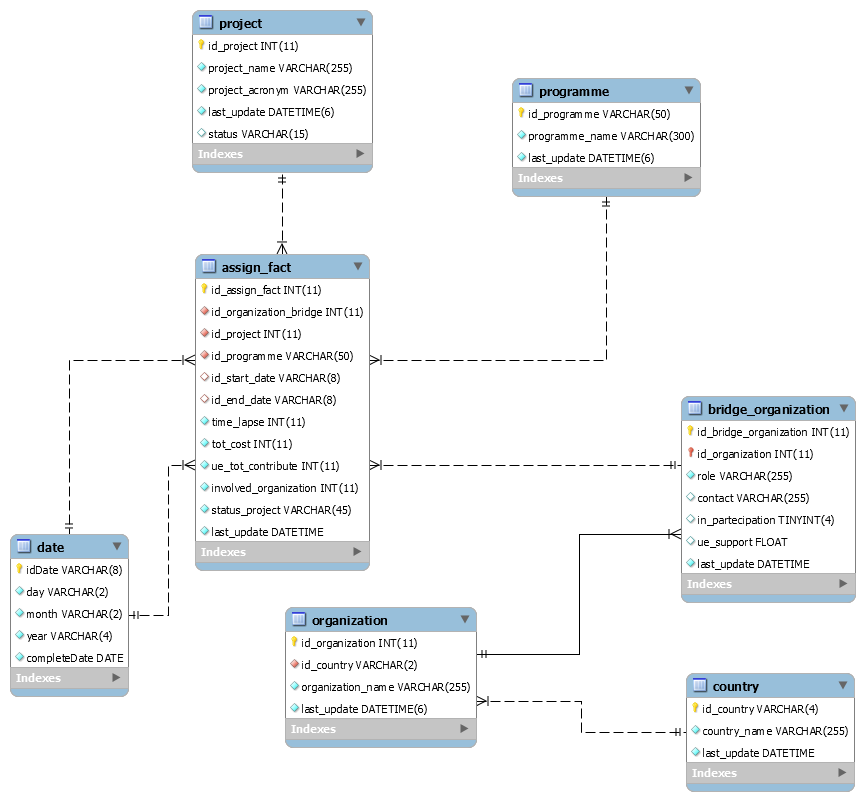 project
id_project INT(11)
project_name VARCHAR(255)
project_acronym VARCHAR(255)
last_update DATETIME(6)
status VARCHAR(15)
Indexes
programme
id_programme VARCHAR(50)
programme_name VARCHAR(300)
last_update DATETIME(6)
Indexes
assign_fact
id_assign_fact INT(11)
id_organization_bridge INT(11)
id_project INT(11)
id_programme VARCHAR(50)
id_start_date VARCHAR(8)
id_end_date VARCHAR(8)
time_lapse INT(11)
tot_cost INT(11)
ue_tot_contribute INT(11)
involved_organization INT(11)
status_project VARCHAR(45)
last_update DATETIME
Indexes
bridge_organization
id_bridge_organization INT(11)
id_organization INT(11)
role VARCHAR(255)
contact VARCHAR(255)
in_partecipation TINYINT(4)
ue_support FLOAT
last_update DATETIME
Indexes
date
idDate VARCHAR(8)
day VARCHAR(2)
month VARCHAR(2)
year VARCHAR(4)
completeDate DATE
Indexes
organization
id_organization INT(11)
id_country VARCHAR(2)
organization_name VARCHAR(255)
last_update DATETIME(6)
Indexes
country
id_country VARCHAR(4)
country_name VARCHAR(255)
last_update DATETIME
Indexes